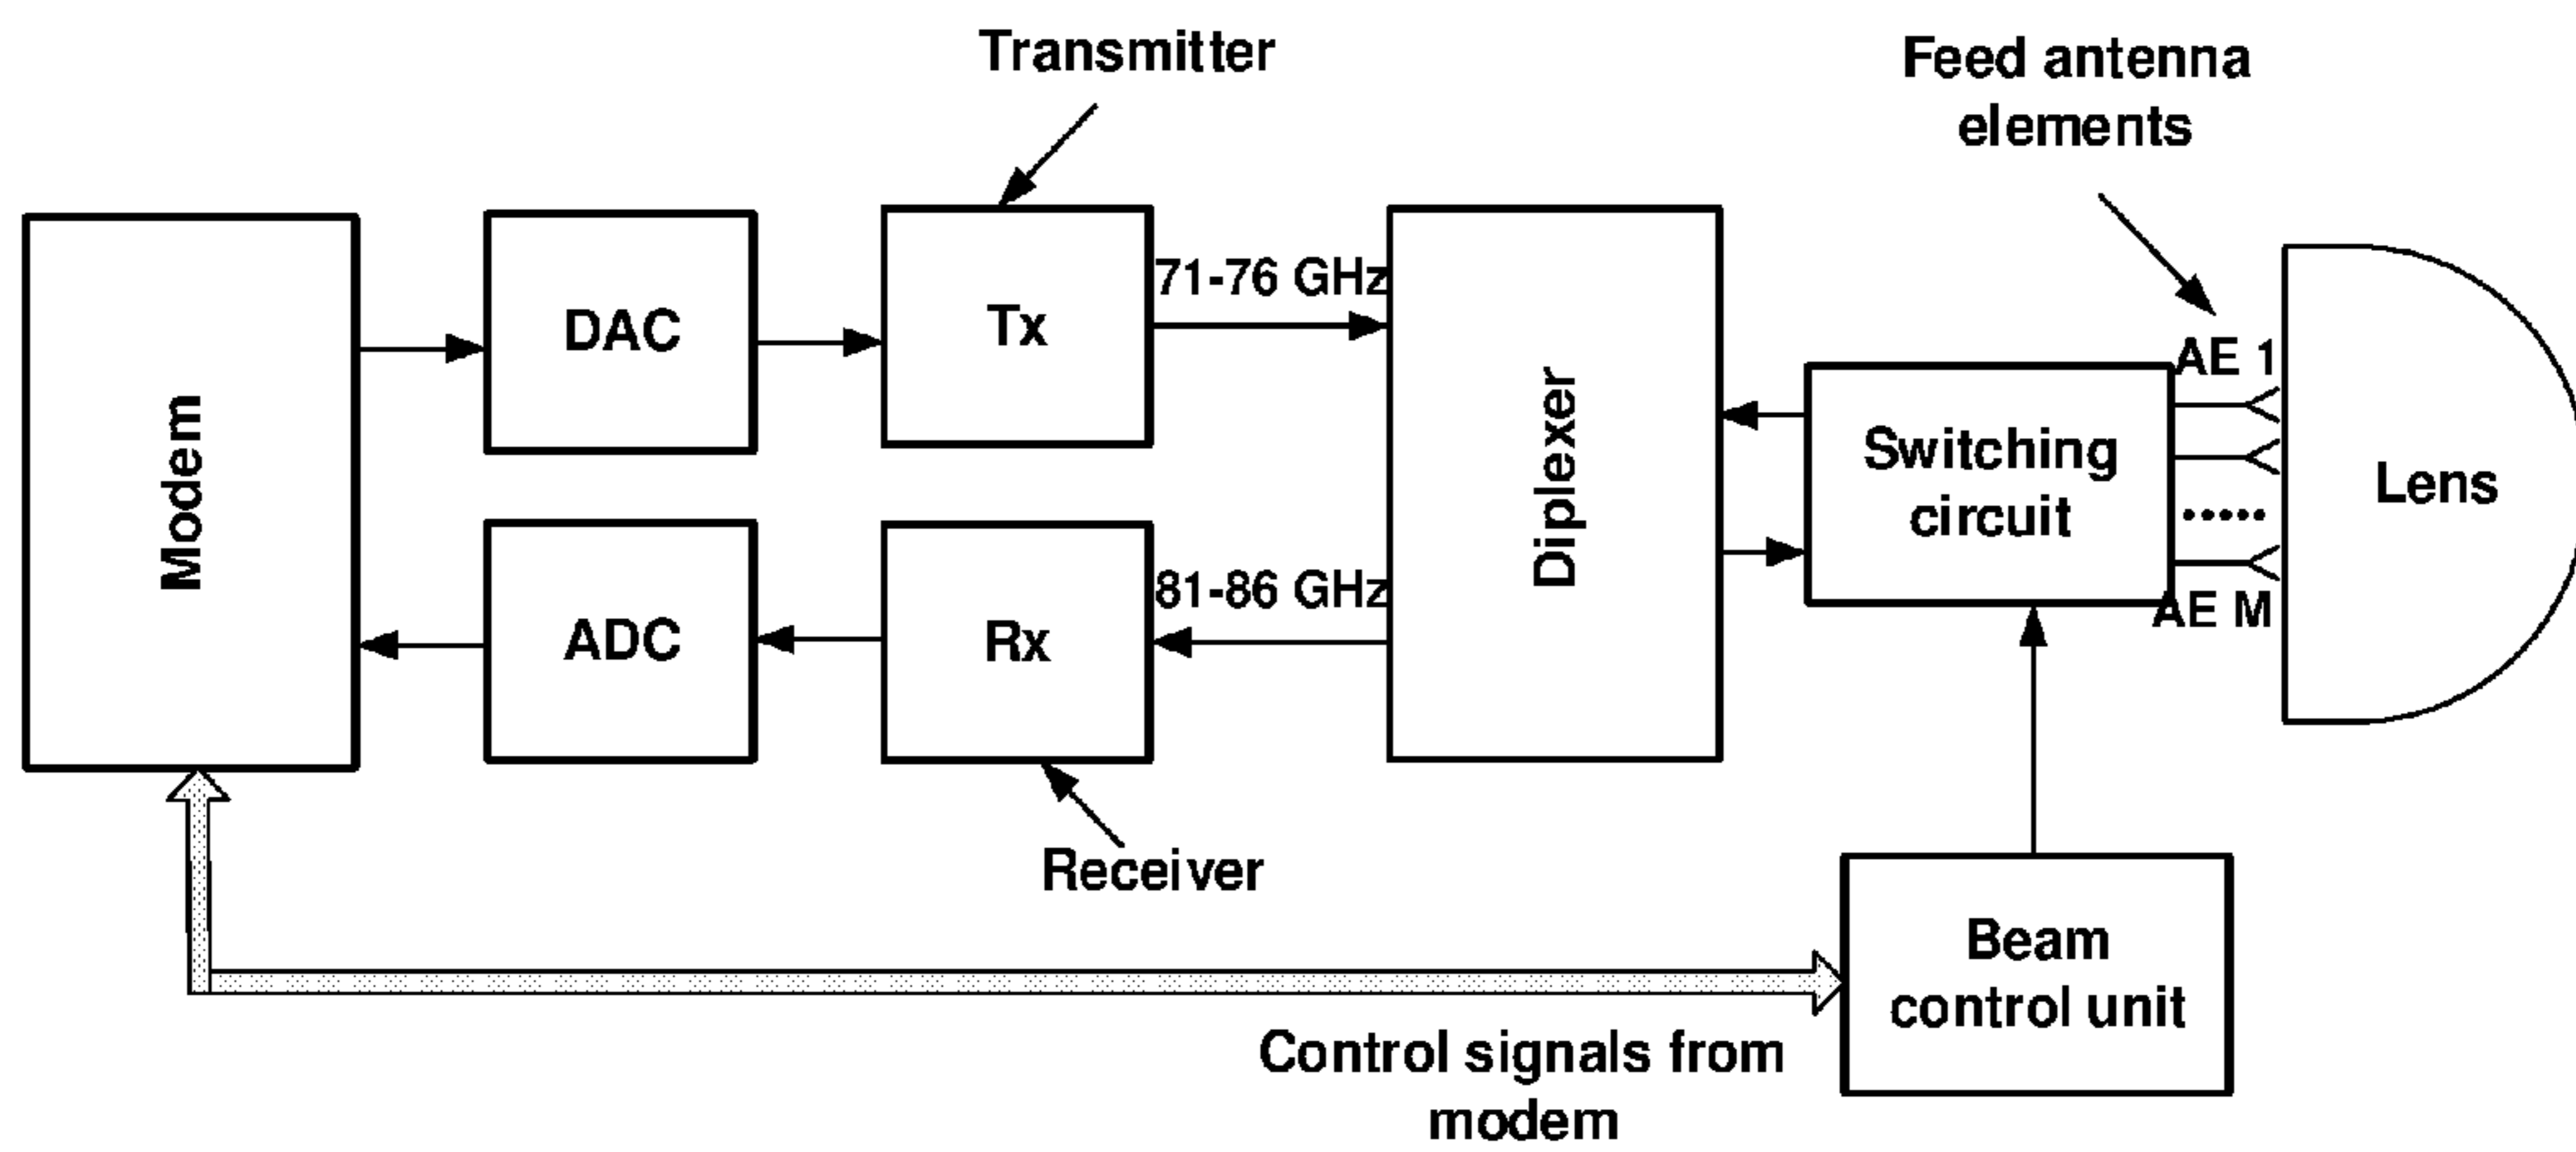 Transmitter
Feed antenna
elements
Modem
DAC
Tx
71-76 GHz
Diplexer
Switching
circuit
AE 1
AE M
Lens
ADC
Rx
81-86 GHz
Receiver
Beam
control unit
Control signals from
modem